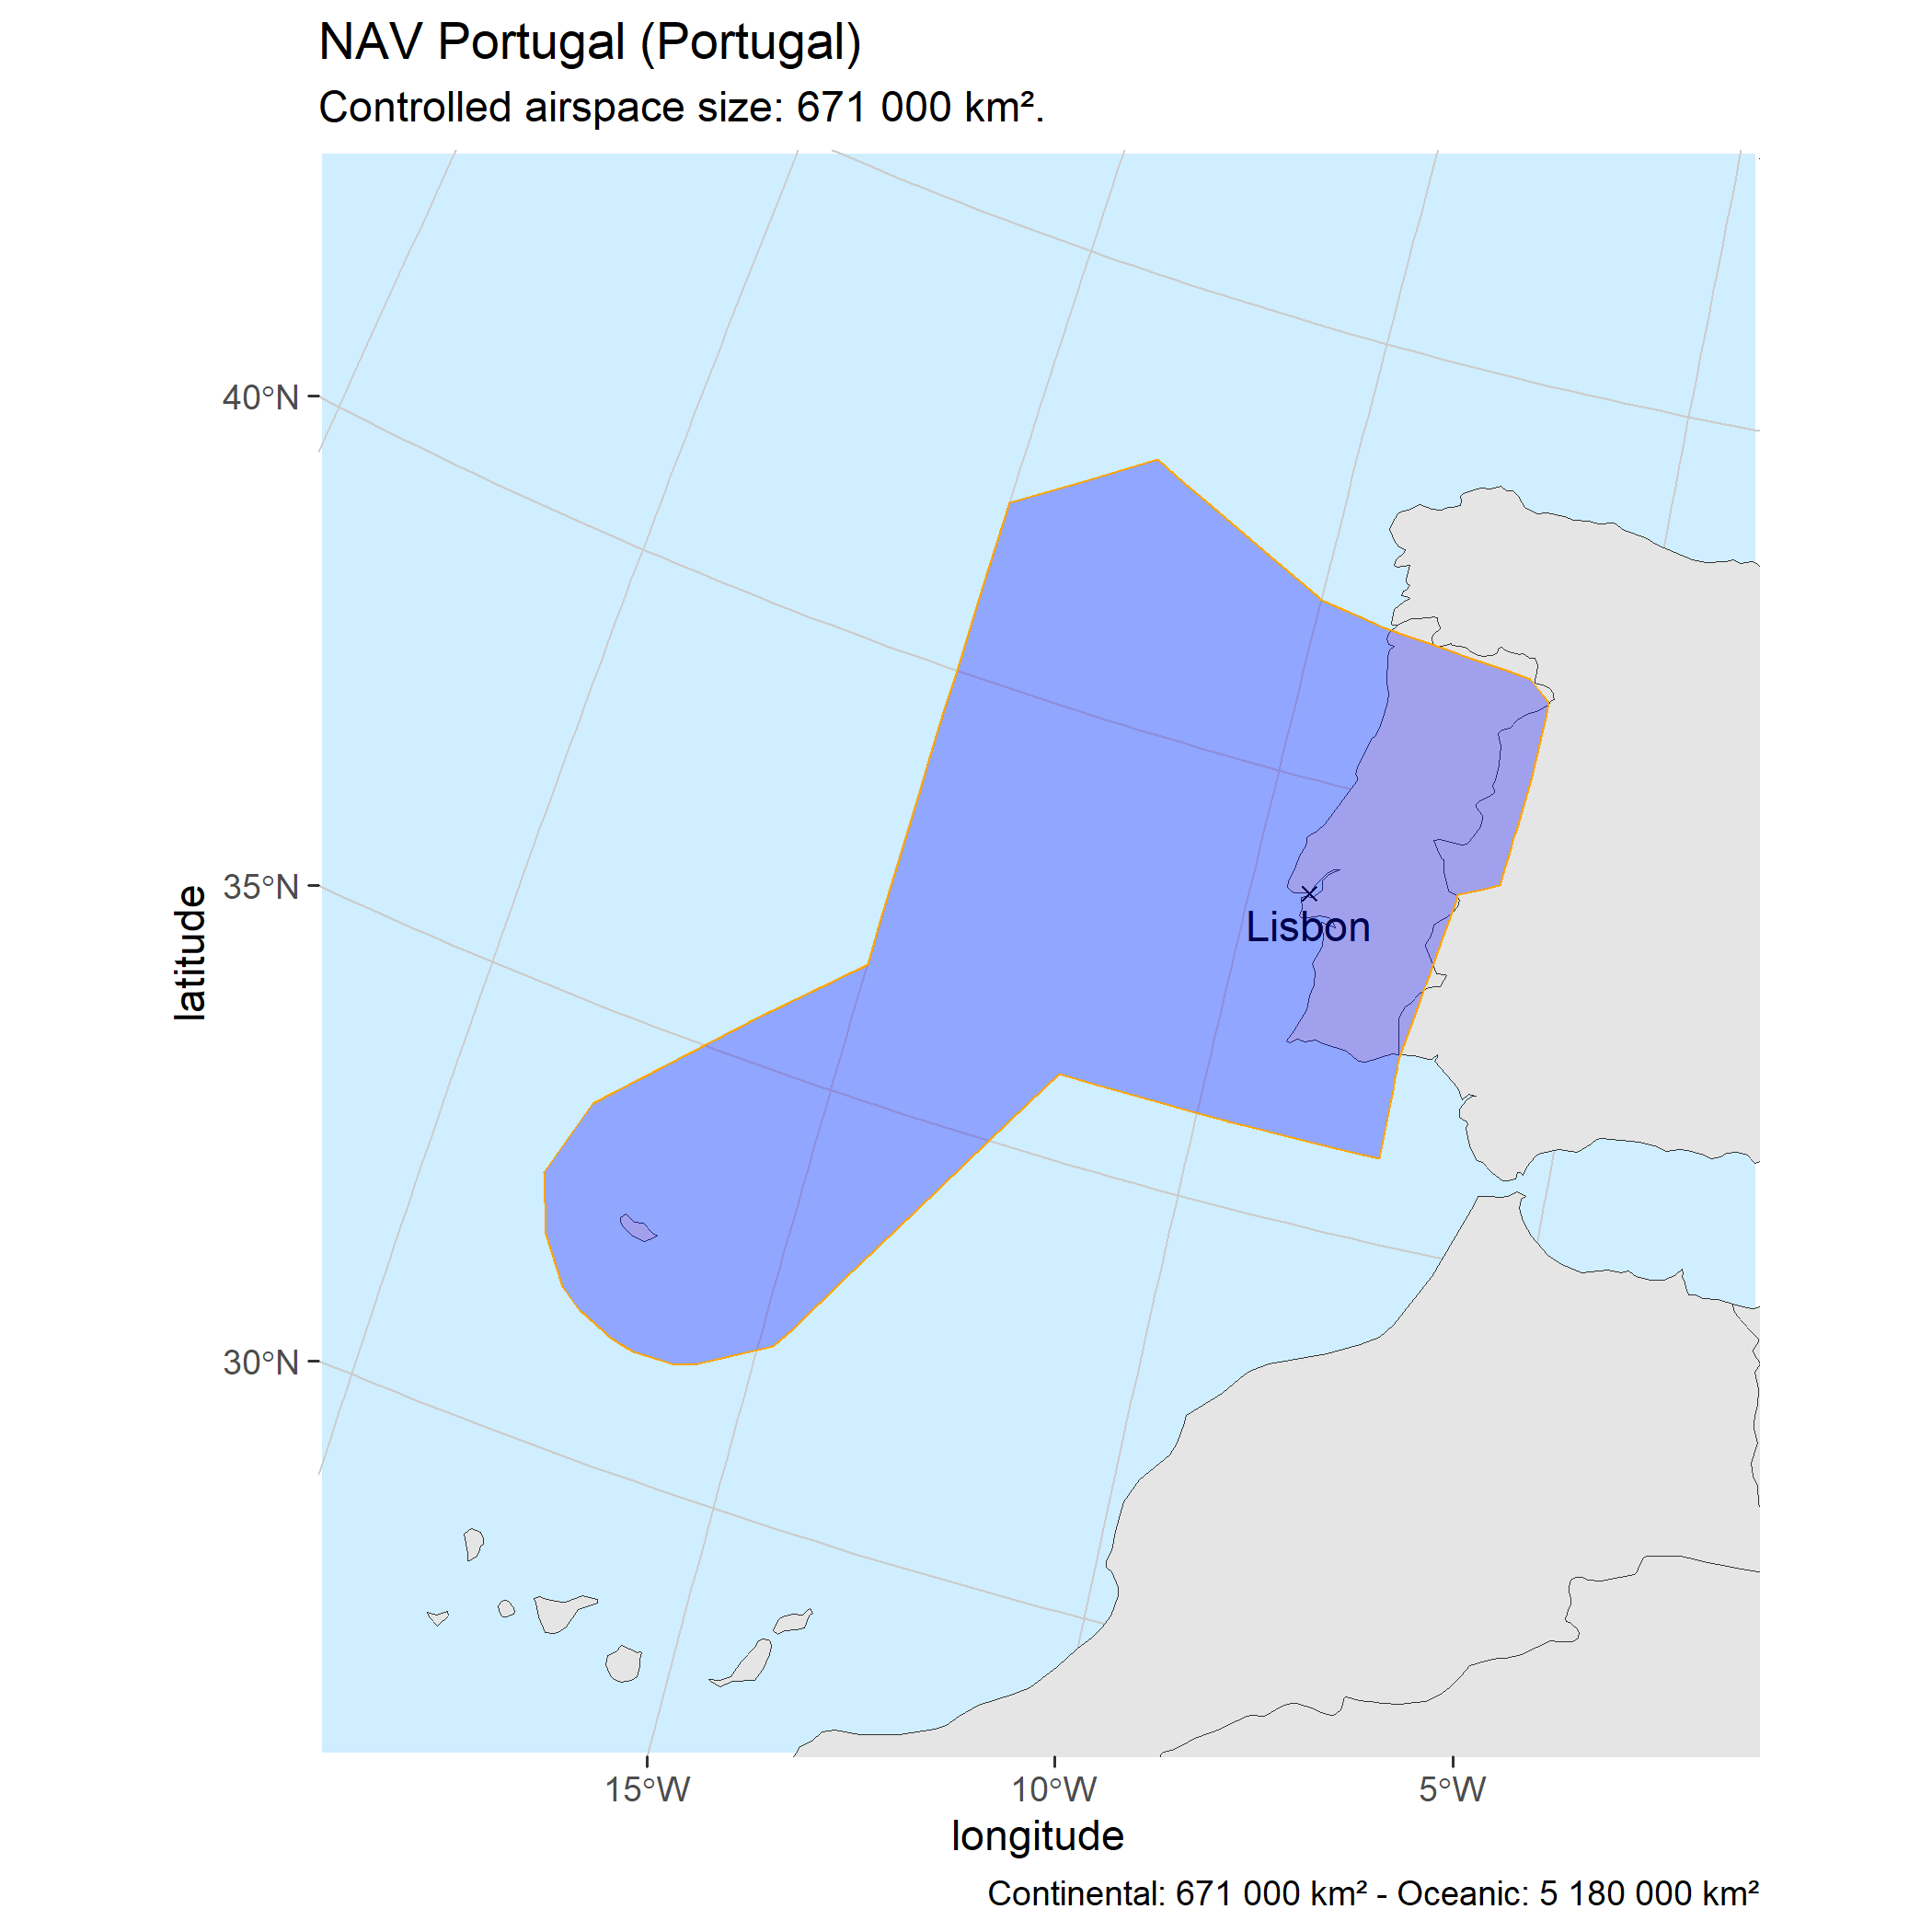 NAV Portugal (Portugal)
Controlled airspace size: 671 000 km².
40°N
35°N
30°N
latitude
Lisbon
15°W
10°W
5°W
longitude
Continental: 671 000 km² - Oceanic: 5 180 000 km²